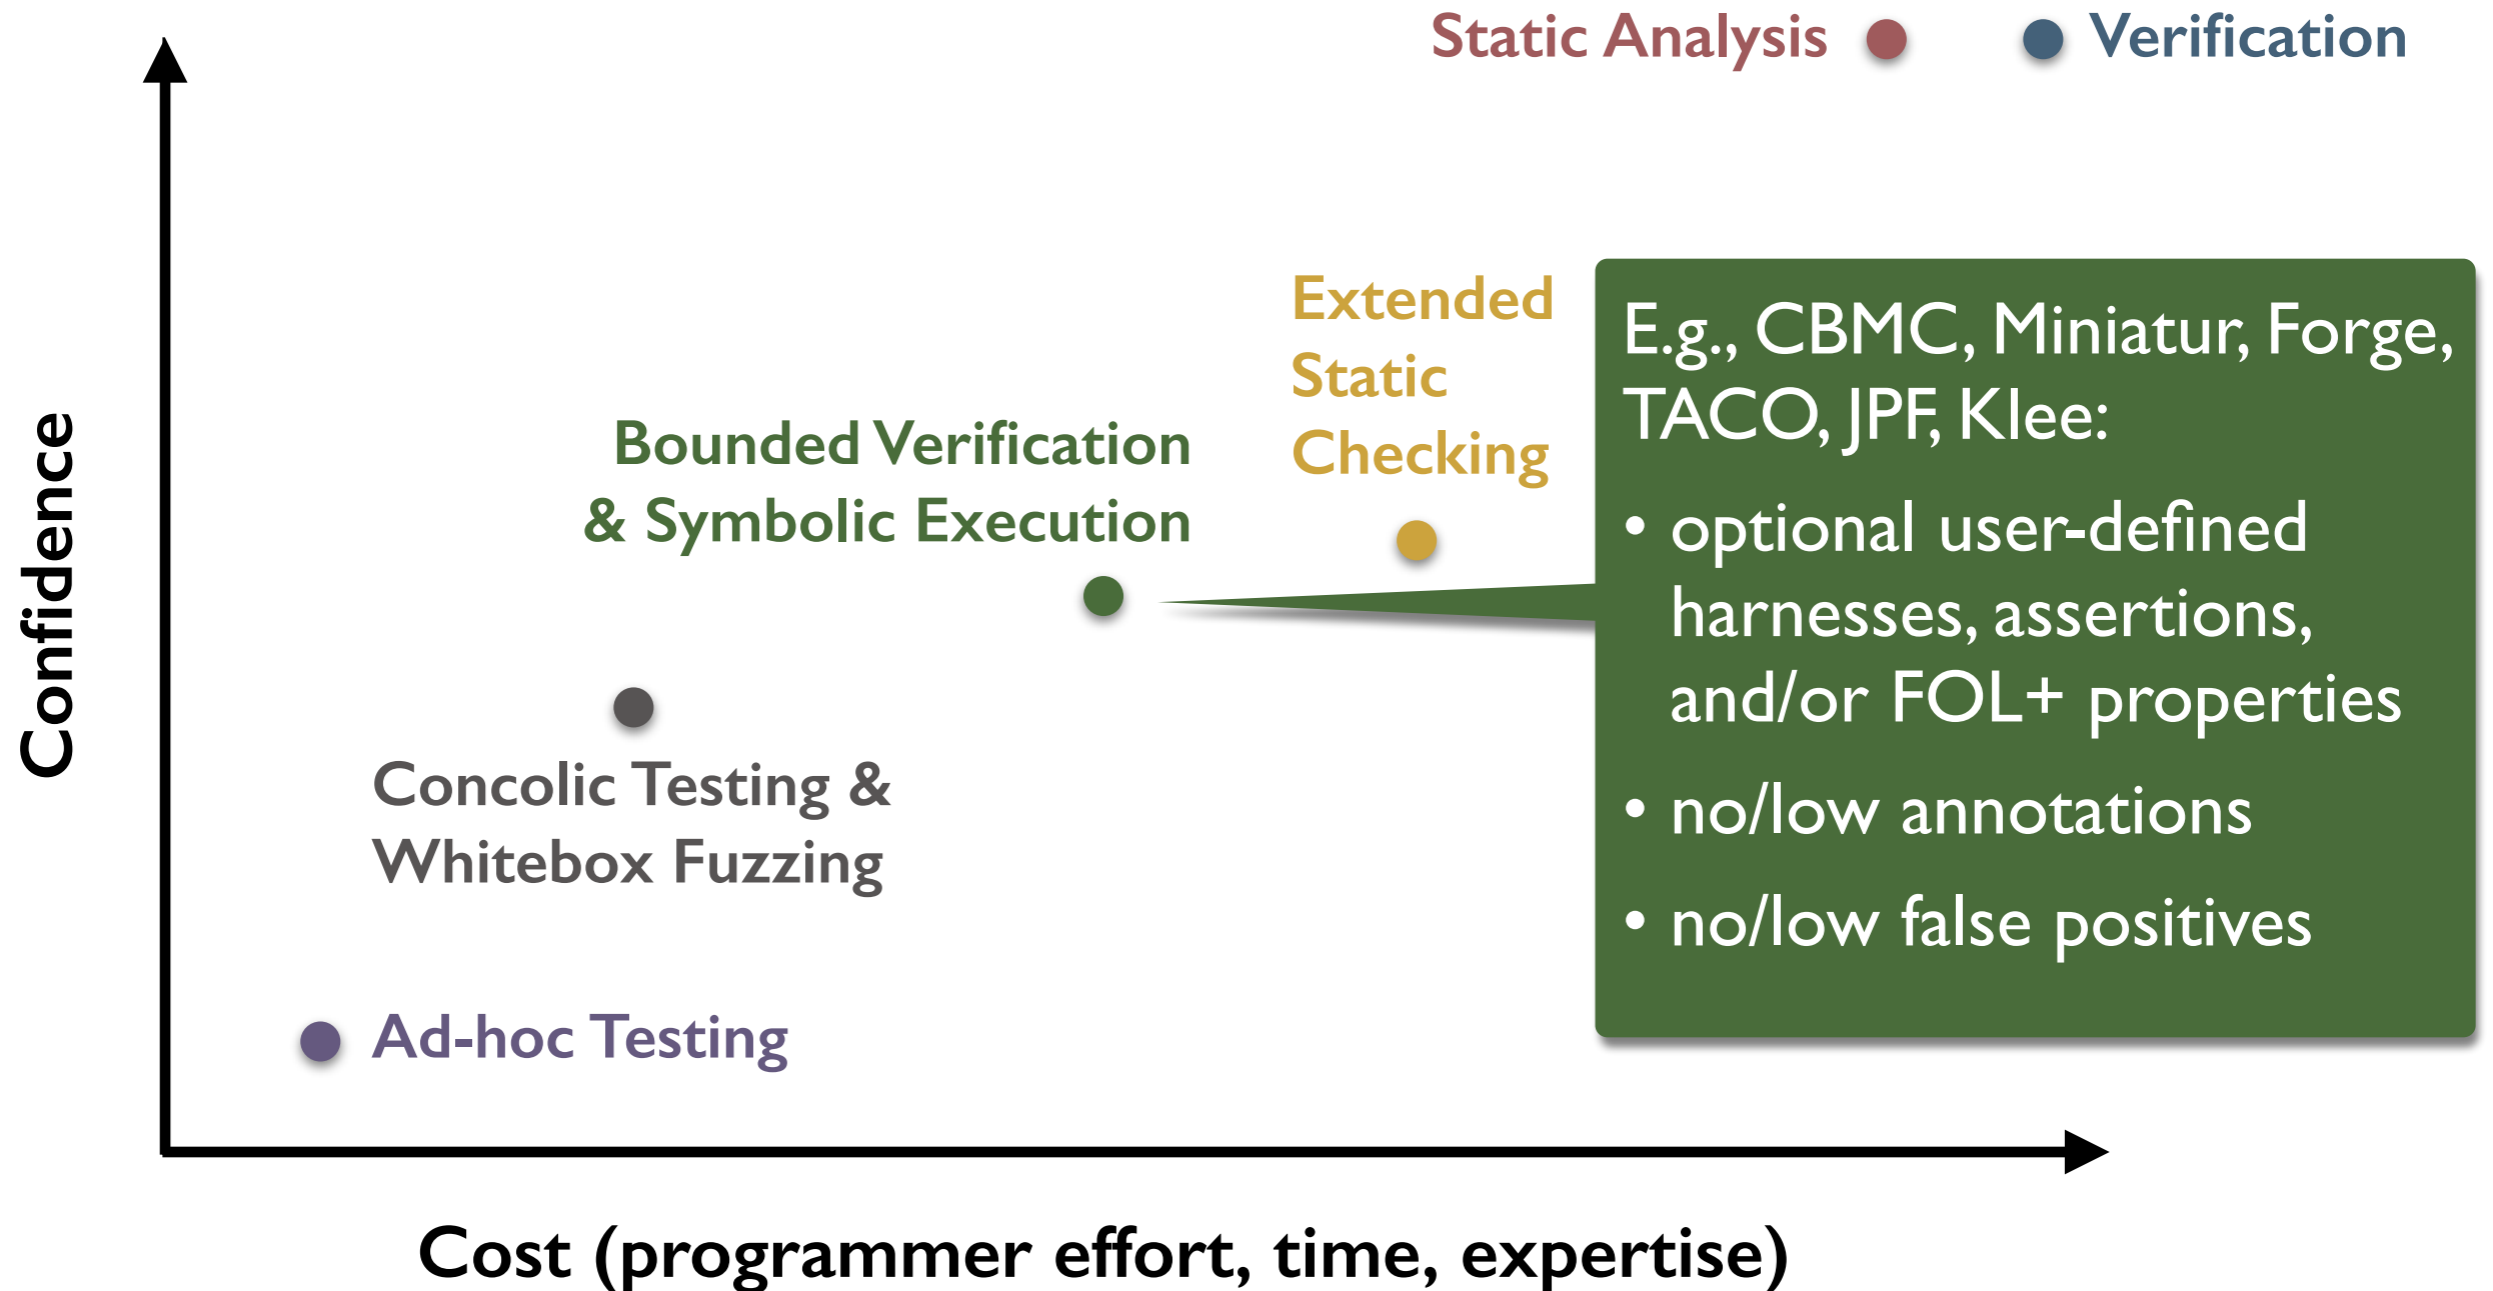 Static Analysis
Verification
Extended
Static
Checking
E.g., CBMC, Miniatur, Forge,
TACO, JPF, Klee:
• optional user-defined
harnesses, assertions,
and/or FOL+ properties
• no/low annotations
• no/low false positives
Bounded Verification
& Symbolic Execution
Confidence
Concolic Testing &
Whitebox Fuzzing
Ad-hoc Testing
Cost (programmer effort, time, expertise)